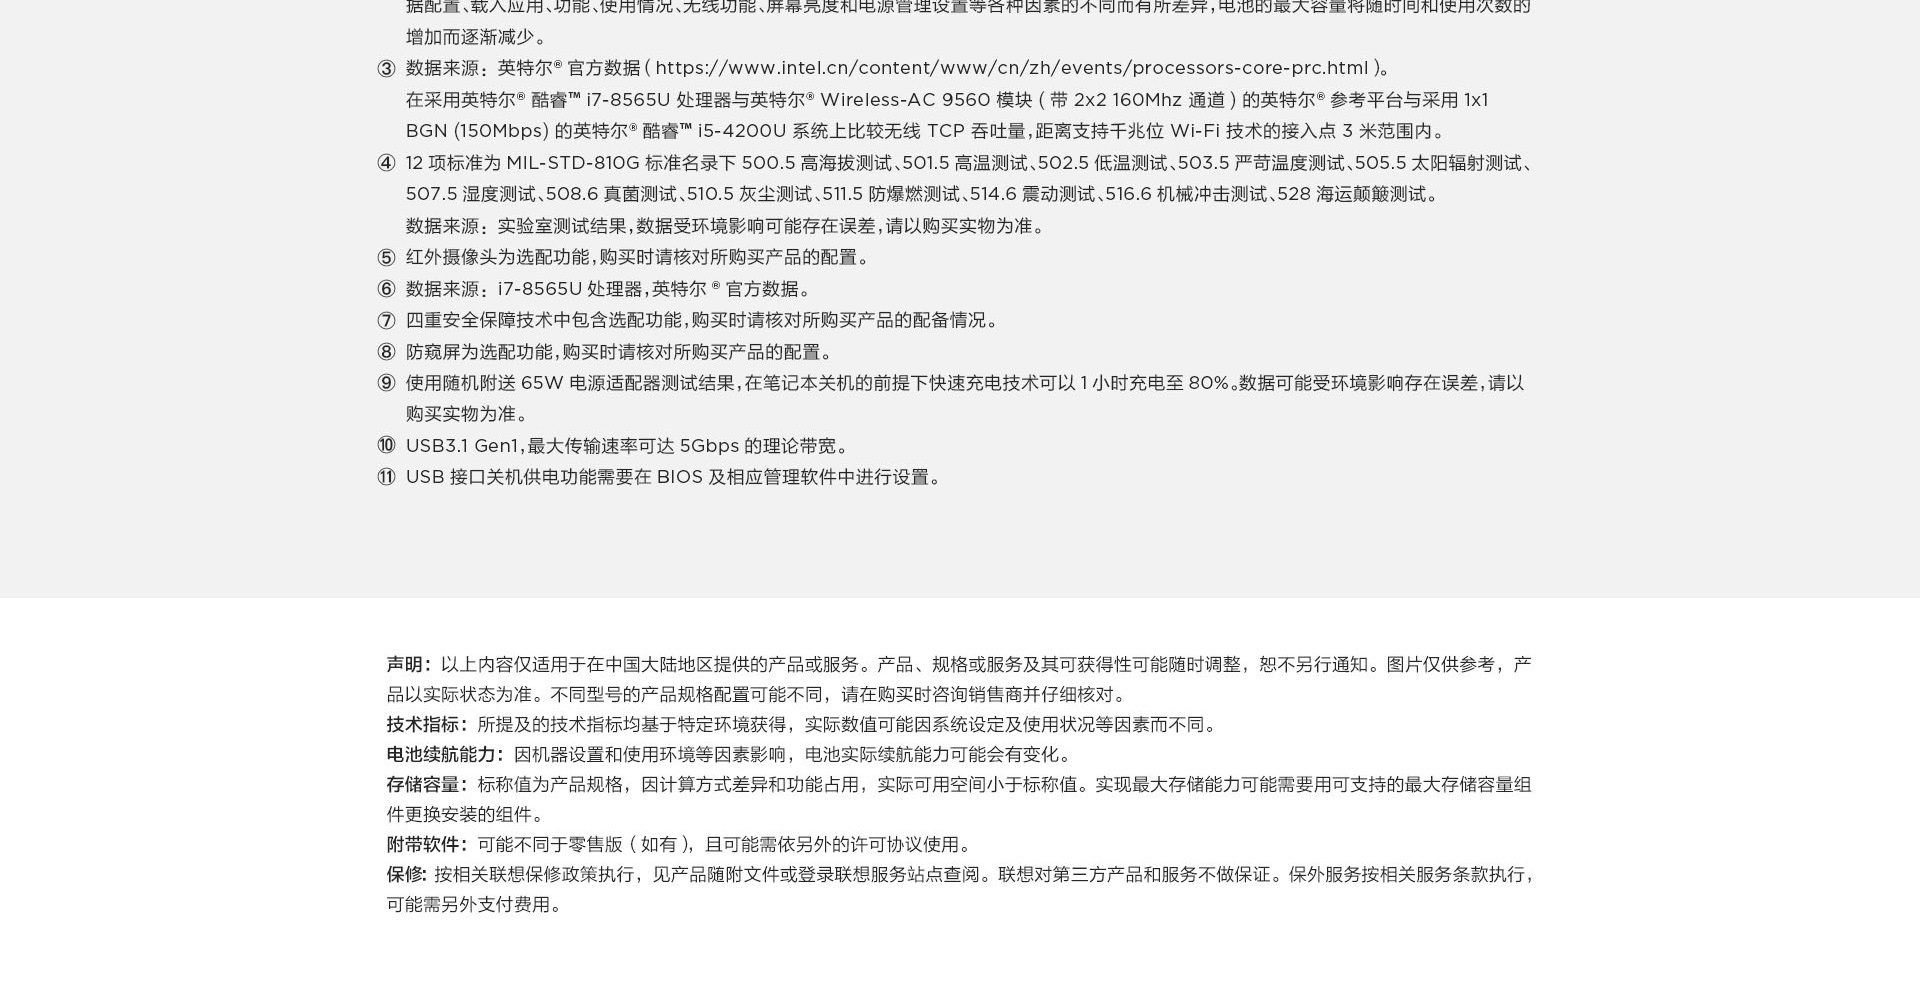 据配置、载入应用、功能、使用情况、无线功能、屏幕亮度和电源管理设置等各种因素的不同而有所差异，电池的最大容量将随时间和使用次数的
增加而逐渐减少。
③ 数据来源：英特尔® 官方数据 ( https://www.intel.cn/content/www/cn/zh/events/processors-core-prc.html )。
在采用英特尔® 酷睿™ i7-8565U 处理器与英特尔® Wireless-AC 9560 模块 ( 带 2x2 160Mhz 通道 ) 的英特尔® 参考平台与采用 1x1
BGN (150Mbps) 的英特尔® 酷睿™ i5-4200U 系统上比较无线 TCP 吞吐量，距离支持千兆位 Wi-Fi 技术的接入点 3 米范围内。
④ 12 项标准为 MIL-STD-810G 标准名录下 500.5 高海拔测试、501.5 高温测试、502.5 低温测试、503.5 严苛温度测试、505.5 太阳辐射测试、
507.5 湿度测试、508.6 真菌测试、510.5 灰尘测试、511.5 防爆燃测试、514.6 震动测试、516.6 机械冲击测试、528 海运颠簸测试。
数据来源：实验室测试结果，数据受环境影响可能存在误差，请以购买实物为准。
⑤ 红外摄像头为选配功能，购买时请核对所购买产品的配置。
⑥ 数据来源：i7-8565U 处理器，英特尔 ® 官方数据。
⑦ 四重安全保障技术中包含选配功能，购买时请核对所购买产品的配备情况。
⑧ 防窥屏为选配功能，购买时请核对所购买产品的配置。
⑨ 使用随机附送 65W 电源适配器测试结果，在笔记本关机的前提下快速充电技术可以 1 小时充电至 80%。数据可能受环境影响存在误差，请以
购买实物为准。
⑩ USB3.1 Gen1，最大传输速率可达 5Gbps 的理论带宽。
⑪ USB 接口关机供电功能需要在 BIOS 及相应管理软件中进行设置。
声明：以上内容仅适用于在中国大陆地区提供的产品或服务。产品、规格或服务及其可获得性可能随时调整，恕不另行通知。图片仅供参考，产
品以实际状态为准。不同型号的产品规格配置可能不同，请在购买时咨询销售商并仔细核对。
技术指标：所提及的技术指标均基于特定环境获得，实际数值可能因系统设定及使用状况等因素而不同。
电池续航能力：因机器设置和使用环境等因素影响，电池实际续航能力可能会有变化。
存储容量：标称值为产品规格，因计算方式差异和功能占用，实际可用空间小于标称值。实现最大存储能力可能需要用可支持的最大存储容量组
件更换安装的组件。
附带软件：可能不同于零售版（如有），且可能需依另外的许可协议使用。
保修: 按相关联想保修政策执行，见产品随附文件或登录联想服务站点查阅。联想对第三方产品和服务不做保证。保外服务按相关服务条款执行，
可能需另外支付费用。